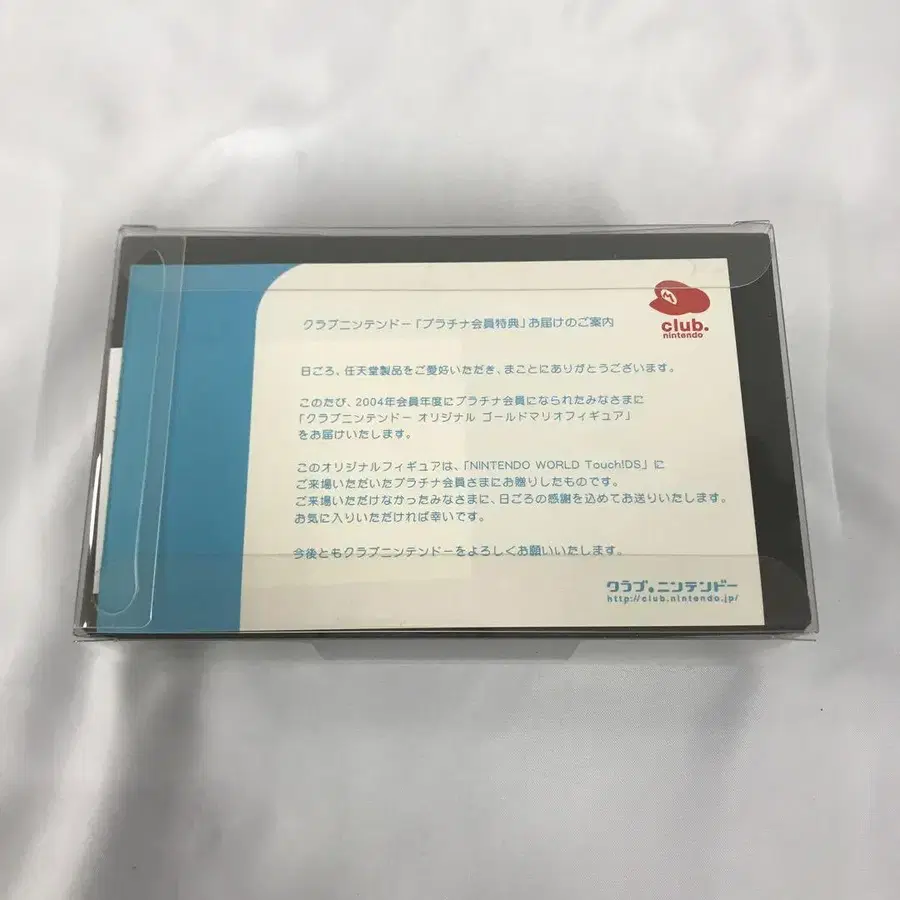 M
club.
nintendo
クラブニンテンドー「プラチナ会員特典」お届けのご案内
日ごろ、任天堂製品をご愛好いただき、まことにありがとうございます。
このたび、2004年会員年度にプラチナ会員になられたみなさまに
「クラブニンテンドー オリジナル ゴールドマリオフィギュア」
をお届けいたします。
このオリジナルフィギュアは、「NINTENDO WORLD Touch!DS」に
ご来場いただいたプラチナ会員さまにお贈りしたものです。
ご来場いただけなかったみなさまに、日ごろの感謝を込めてお送りいたします。
お気に入りいただければ幸いです。
今後ともクラブニンテンドーをよろしくお願いいたします。
クラブ。ニンテンドー
http://club.nintendo.jp/